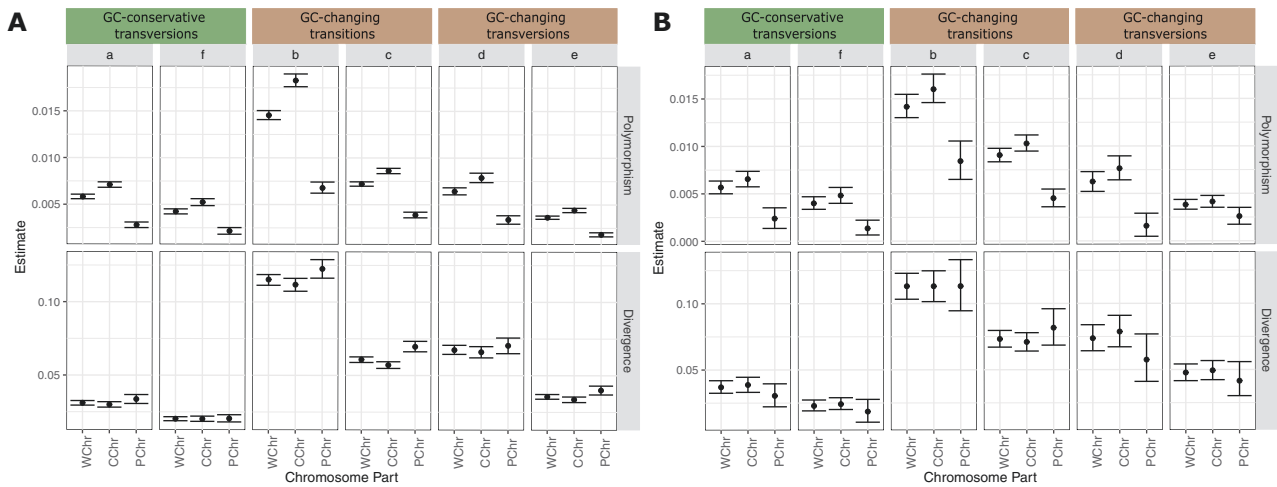 A
GC-conservative
transversions
GC-changing
transitions
GC-changing
transversions
a f b c d e
Polymorphism
0.015
0.010
0.005
Estimate
Divergence
0.10
0.05
WChr CChr PChr WChr CChr PChr WChr CChr PChr WChr CChr PChr WChr CChr PChr WChr CChr PChr
Chromosome Part
B
GC-conservative
transversions
GC-changing
transitions
GC-changing
transversions
a f b c d e
Polymorphism
0.015
0.010
0.005
0.000
Estimate
Divergence
0.10
0.05
WChr CChr PChr WChr CChr PChr WChr CChr PChr WChr CChr PChr WChr CChr PChr WChr CChr PChr
Chromosome Part